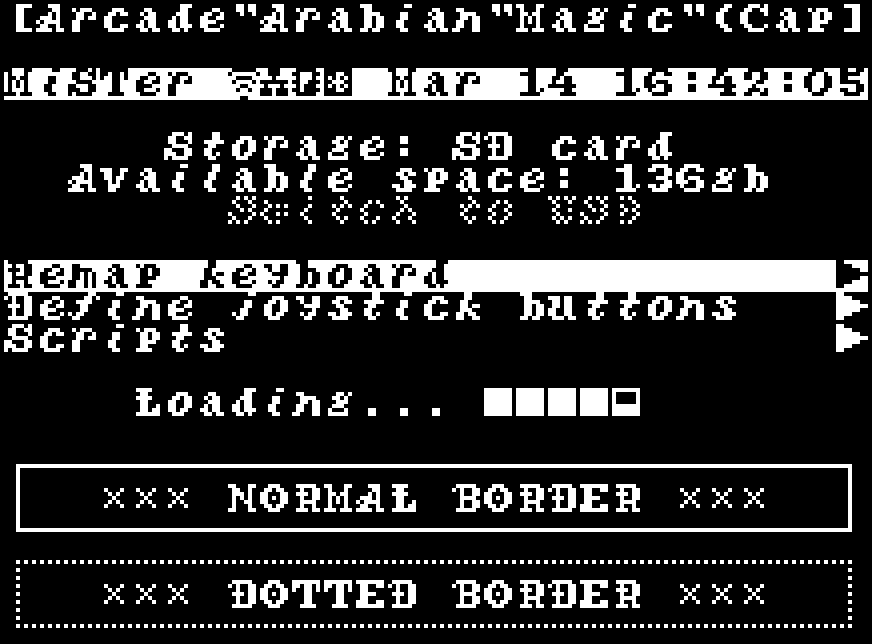 [Arcade"Arabian"Magic"(Cap]
MiSTer Mar 14 16:42:05
Storage: SD card
Available space: 136gb
Switch to USB
Remap keyboard
Define joystick buttons
Scripts
Loading...
××× NORMAL BORDER ×××
××× DOTTED BORDER ×××